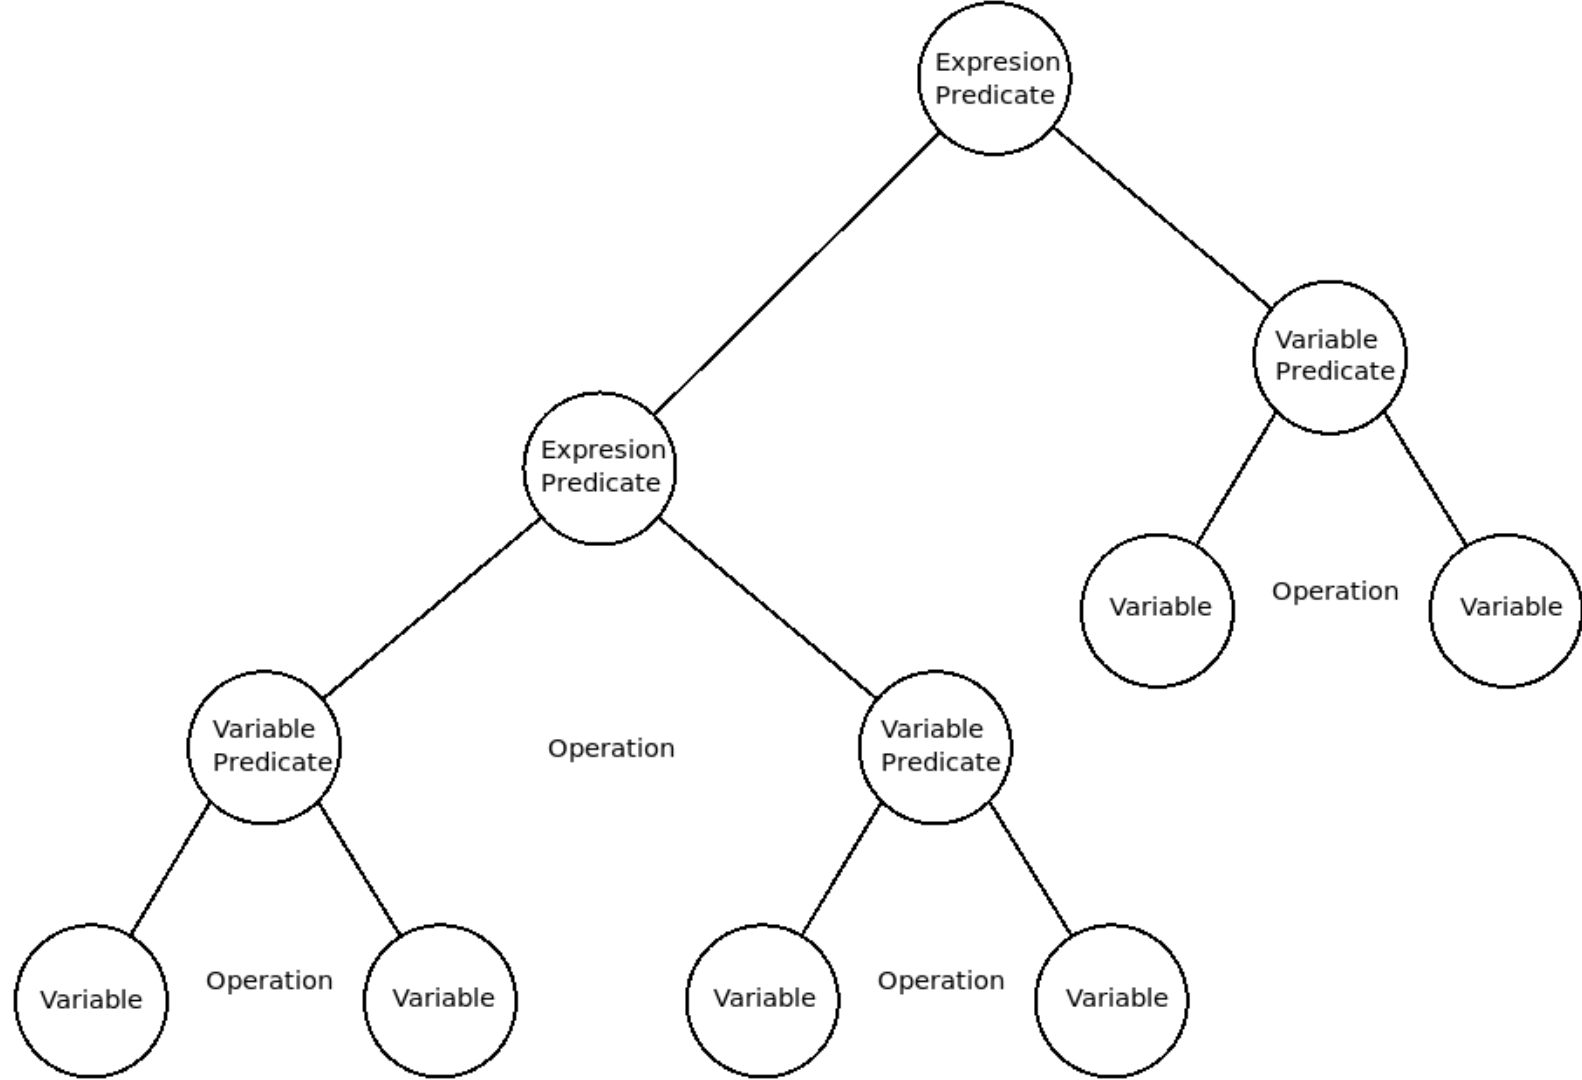 Expresion
Predicate
Variable
Predicate
Expresion
Predicate
Variable
Operation
Variable
Variable
Predicate
Operation
Variable
Predicate
Variable
Operation
Variable
Variable
Operation
Variable